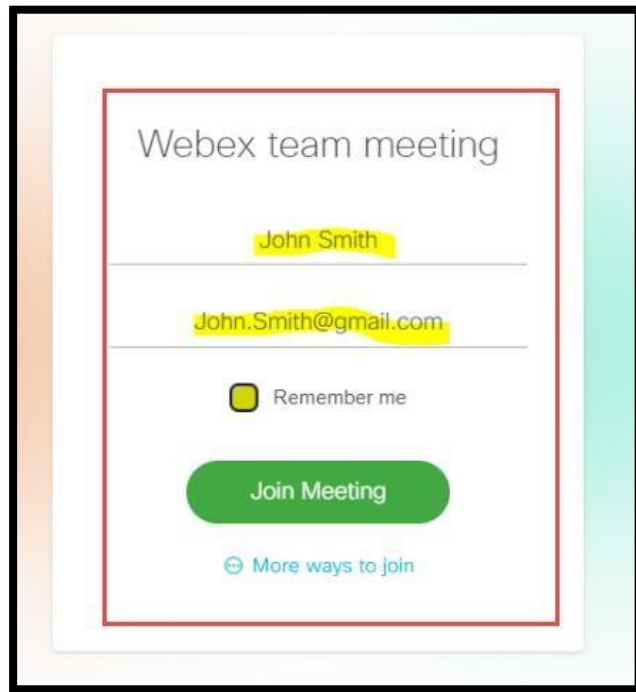 Webex team meeting
John Smith
John.Smith@gmail.com
Remember me
Join Meeting
More ways to join